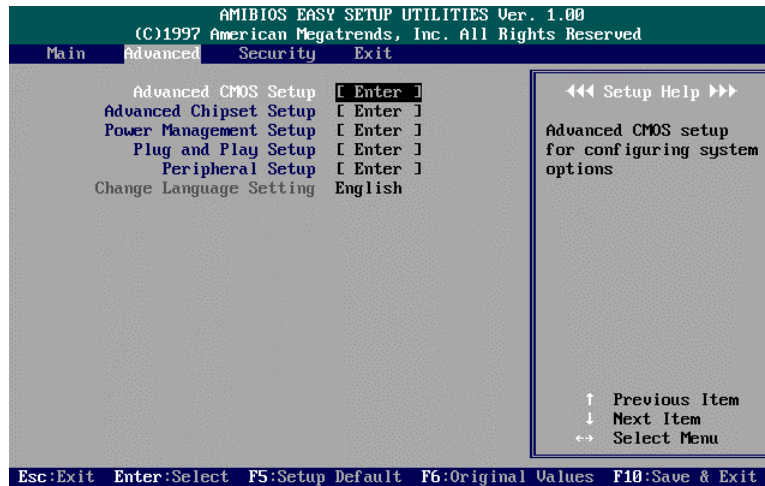 AMIBIOS EASY SETUP UTILITIES Ver. 1.00
(C)1997 American Megatrends, Inc. All Rights Reserved
Main Advanced Security Exit
Advanced CMOS Setup [ Enter ]
Advanced Chipset Setup [ Enter ]
Power Management Setup [ Enter ]
Plug and Play Setup [ Enter ]
Peripheral Setup [ Enter ]
Change Language Setting English
Setup Help
Advanced CMOS setup
for configuring system
options
↑ Previous Item
↓ Next Item
↔ Select Menu
Esc:Exit Enter:Select F5:Setup Default F6:Original Values F10:Save & Exit